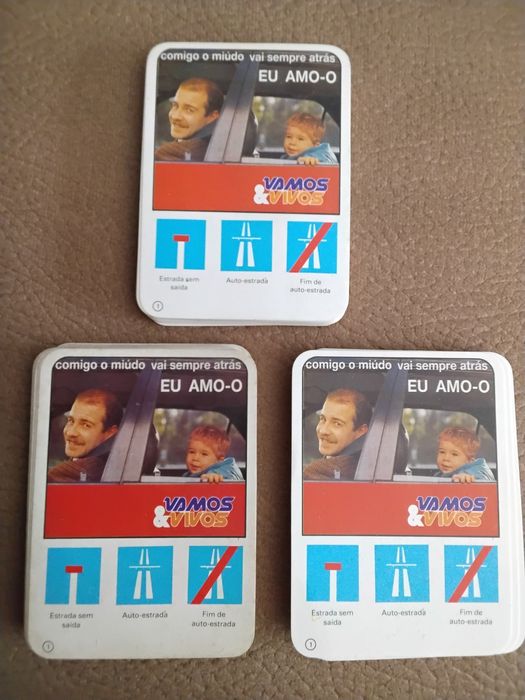 comigo o miúdo vai sempre atrás
EU AMO-O
VAMOS
& VIVOS
Estrada sem
saída
Auto-estrada
Fim de
auto-estrada
1
comigo o miúdo vai sempre atrás
EU AMO-O
VAMOS
& VIVOS
Estrada sem
saída
Auto-estrada
Fim de
auto-estrada
1
comigo o miúdo vai sempre atrás
EU AMO-O
VAMOS
& VIVOS
Estrada sem
saída
Auto-estrada
Fim de
auto-estrada
1